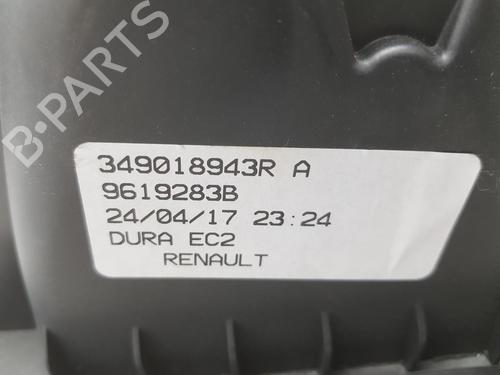 B-PARTS
349018943R A
9619283B
24/04/17 23:24
DURA EC2
RENAULT